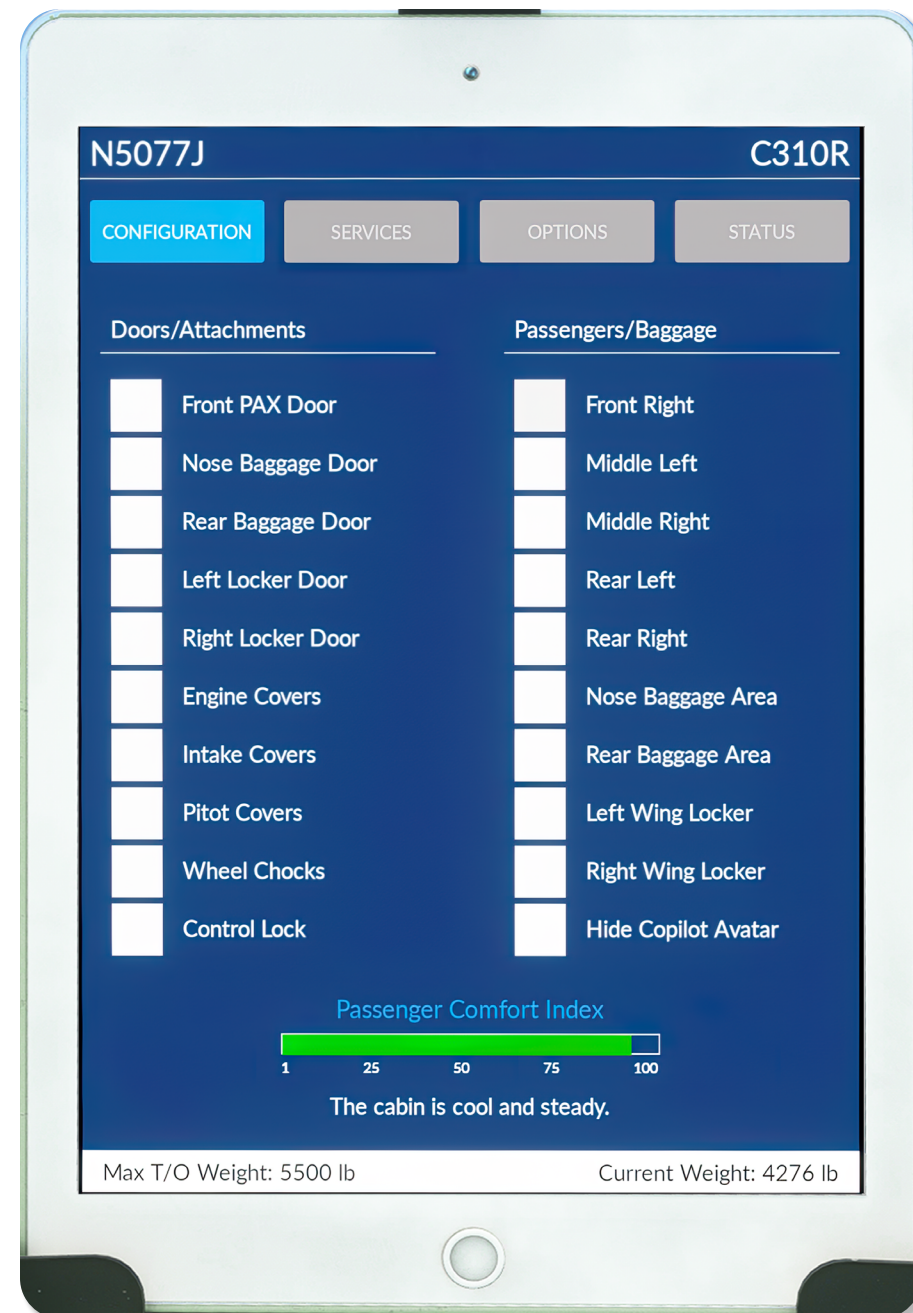 N5077J C310R
CONFIGURATION SERVICES OPTIONS STATUS
Doors/Attachments
Front PAX Door
Nose Baggage Door
Rear Baggage Door
Left Locker Door
Right Locker Door
Engine Covers
Intake Covers
Pitot Covers
Wheel Chocks
Control Lock
Passengers/Baggage
Front Right
Middle Left
Middle Right
Rear Left
Rear Right
Nose Baggage Area
Rear Baggage Area
Left Wing Locker
Right Wing Locker
Hide Copilot Avatar
Passenger Comfort Index
1 25 50 75 100
The cabin is cool and steady.
Max T/O Weight: 5500 lb Current Weight: 4276 lb